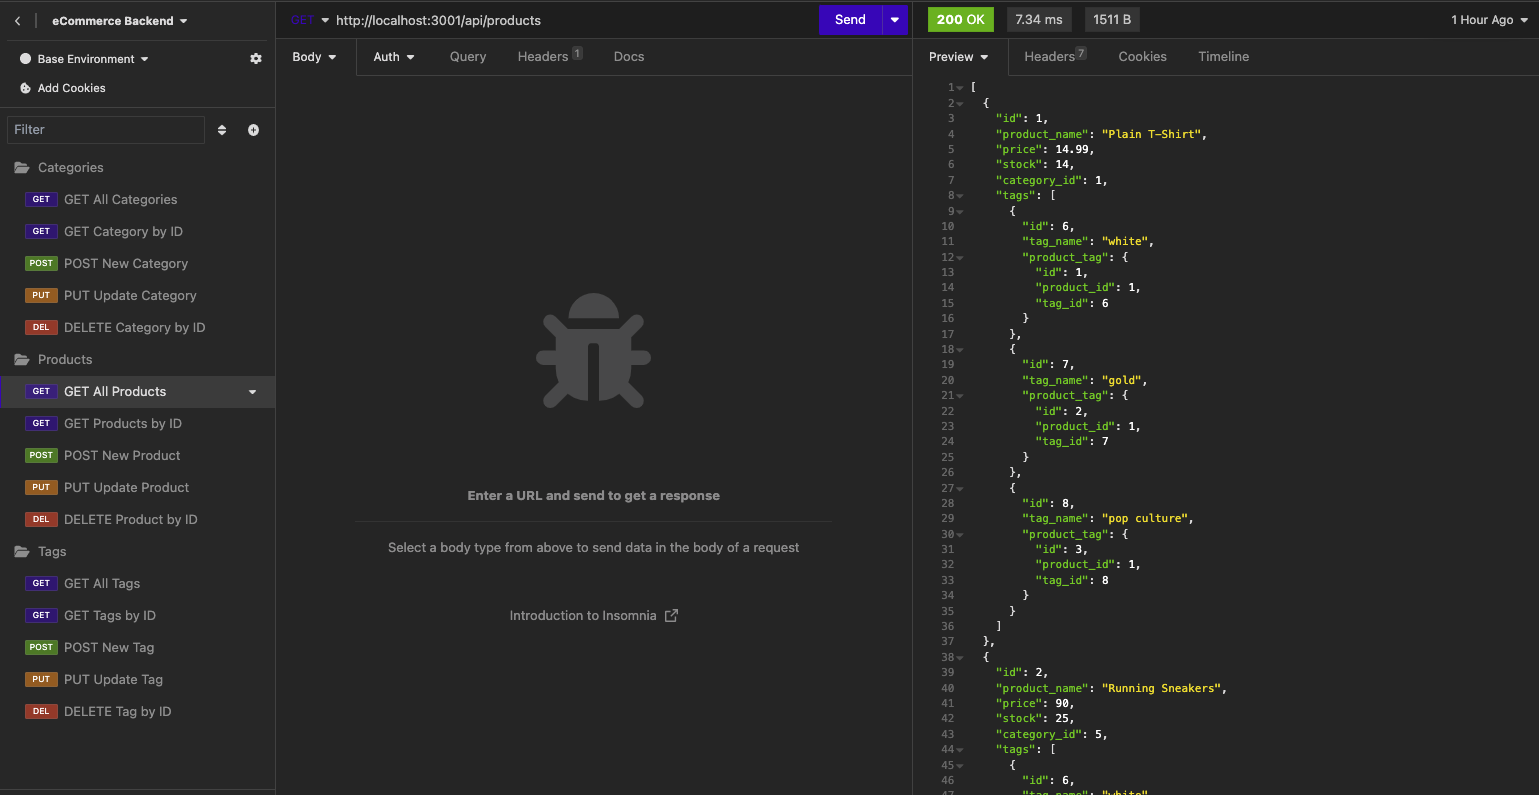 eCommerce Backend
Base Environment
Add Cookies
Filter
Categories
GET GET All Categories
GET GET Category by ID
POST POST New Category
PUT PUT Update Category
DEL DELETE Category by ID
Products
GET GET All Products
GET GET Products by ID
POST POST New Product
PUT PUT Update Product
DEL DELETE Product by ID
Tags
GET GET All Tags
GET GET Tags by ID
POST POST New Tag
PUT PUT Update Tag
DEL DELETE Tag by ID
GET http://localhost:3001/api/products Send
Body Auth Query Headers 1 Docs
Enter a URL and send to get a response
Select a body type from above to send data in the body of a request
Introduction to Insomnia
200 OK 7.34 ms 1511 B 1 Hour Ago
Preview Headers 7 Cookies Timeline
1 [
2 {
3 "id": 1,
4 "product_name": "Plain T-Shirt",
5 "price": 14.99,
6 "stock": 14,
7 "category_id": 1,
8 "tags": [
9 {
10 "id": 6,
11 "tag_name": "white",
12 "product_tag": {
13 "id": 1,
14 "product_id": 1,
15 "tag_id": 6
16 }
17 },
18 {
19 "id": 7,
20 "tag_name": "gold",
21 "product_tag": {
22 "id": 2,
23 "product_id": 1,
24 "tag_id": 7
25 }
26 },
27 {
28 "id": 8,
29 "tag_name": "pop culture",
30 "product_tag": {
31 "id": 3,
32 "product_id": 1,
33 "tag_id": 8
34 }
35 }
36 ]
37 },
38 {
39 "id": 2,
40 "product_name": "Running Sneakers",
41 "price": 90,
42 "stock": 25,
43 "category_id": 5,
44 "tags": [
45 {
46 "id": 6,
47 "tag_name": "white"